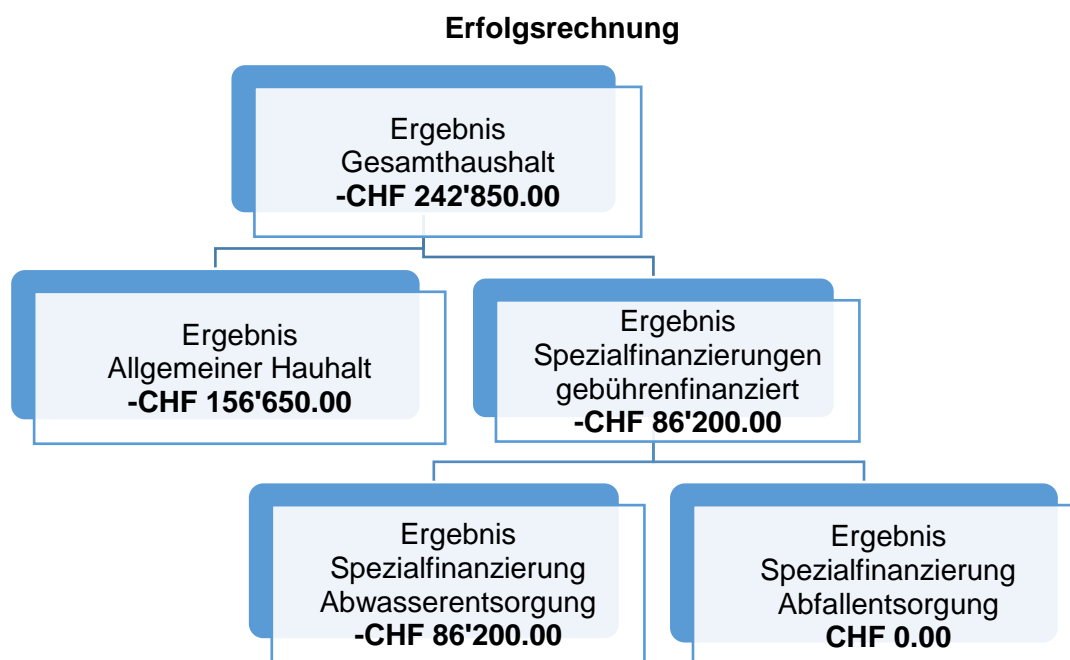 Erfolgsrechnung
Ergebnis
Gesamthaushalt
-CHF 242'850.00
Ergebnis
Allgemeiner Hauhalt
-CHF 156'650.00
Ergebnis
Spezialfinanzierungen
gebührenfinanziert
-CHF 86'200.00
Ergebnis
Spezialfinanzierung
Abwasserentsorgung
-CHF 86'200.00
Ergebnis
Spezialfinanzierung
Abfallentsorgung
CHF 0.00